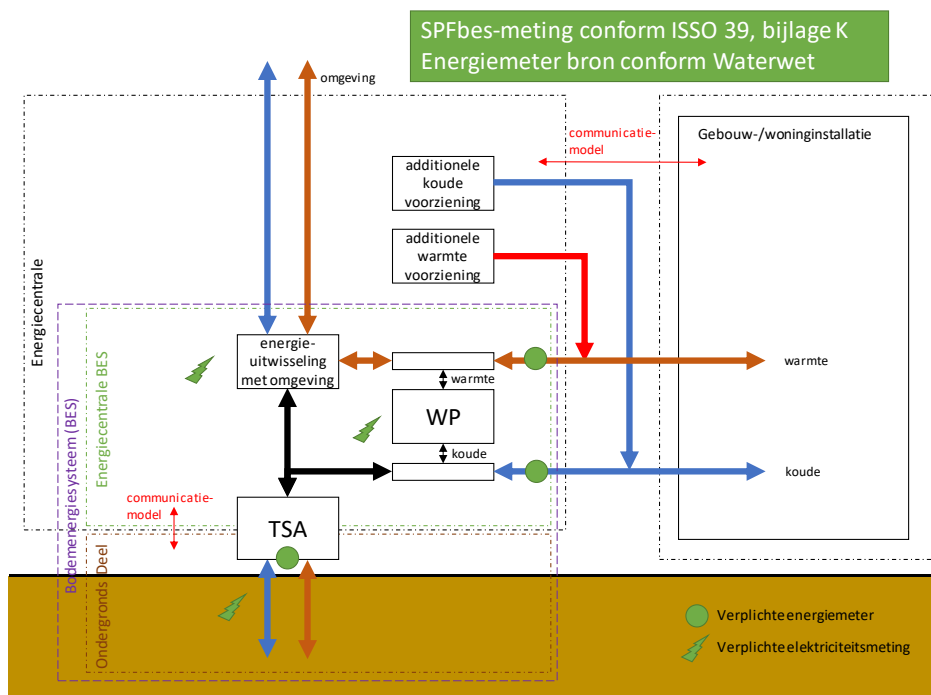 SPFbes-meting conform ISSO 39, bijlage K
Energiemeter bron conform Waterwet
omgeving
communicatie-
model
Gebouw-/woninginstallatie
additionele
koude
voorziening
additionele
warmte
voorziening
Energiecentrale
energie-
uitwisseling
met omgeving
warmte
warmte
WP
koude
koude
Energiecentrale BES
Bodemenergiesysteem (BES)
communicatie-
model
TSA
Ondergronds Deel
Verplichte energiemeter
Verplichte elektriciteitsmeting